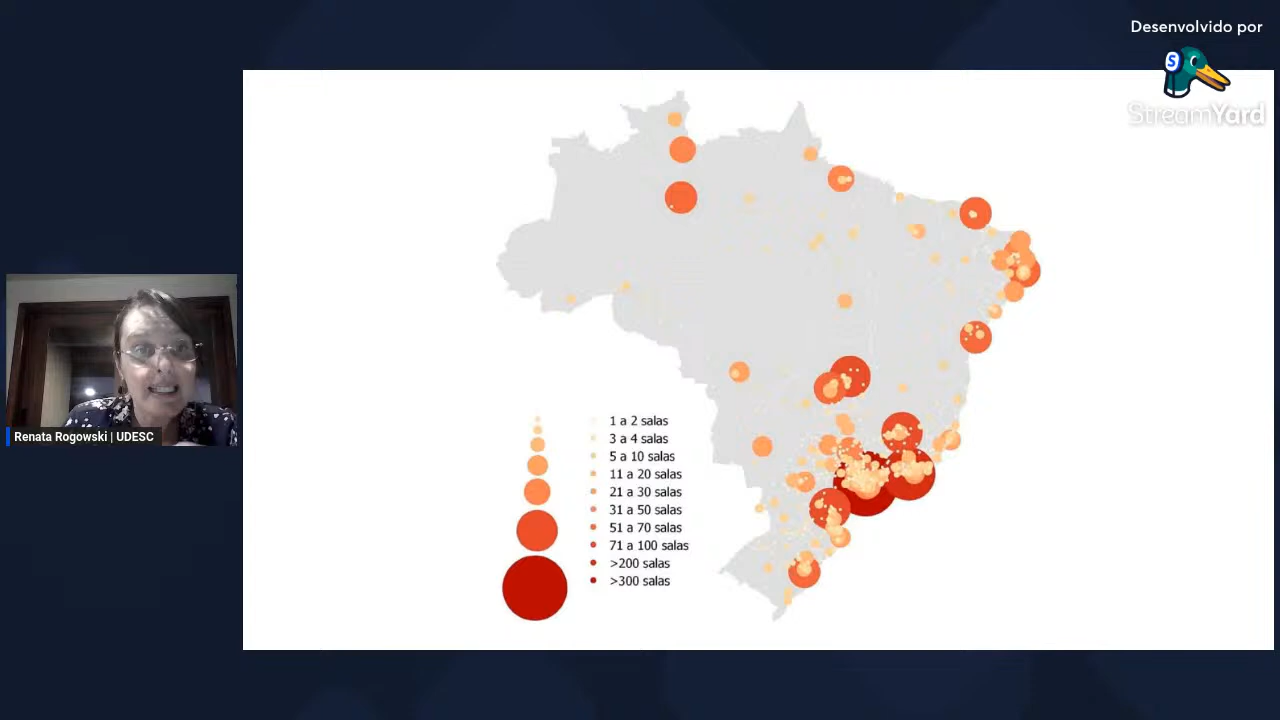 Desenvolvido por
StreamYard
1 a 2 salas
3 a 4 salas
5 a 10 salas
11 a 20 salas
21 a 30 salas
31 a 50 salas
51 a 70 salas
71 a 100 salas
>200 salas
>300 salas
Renata Rogowski | UDESC